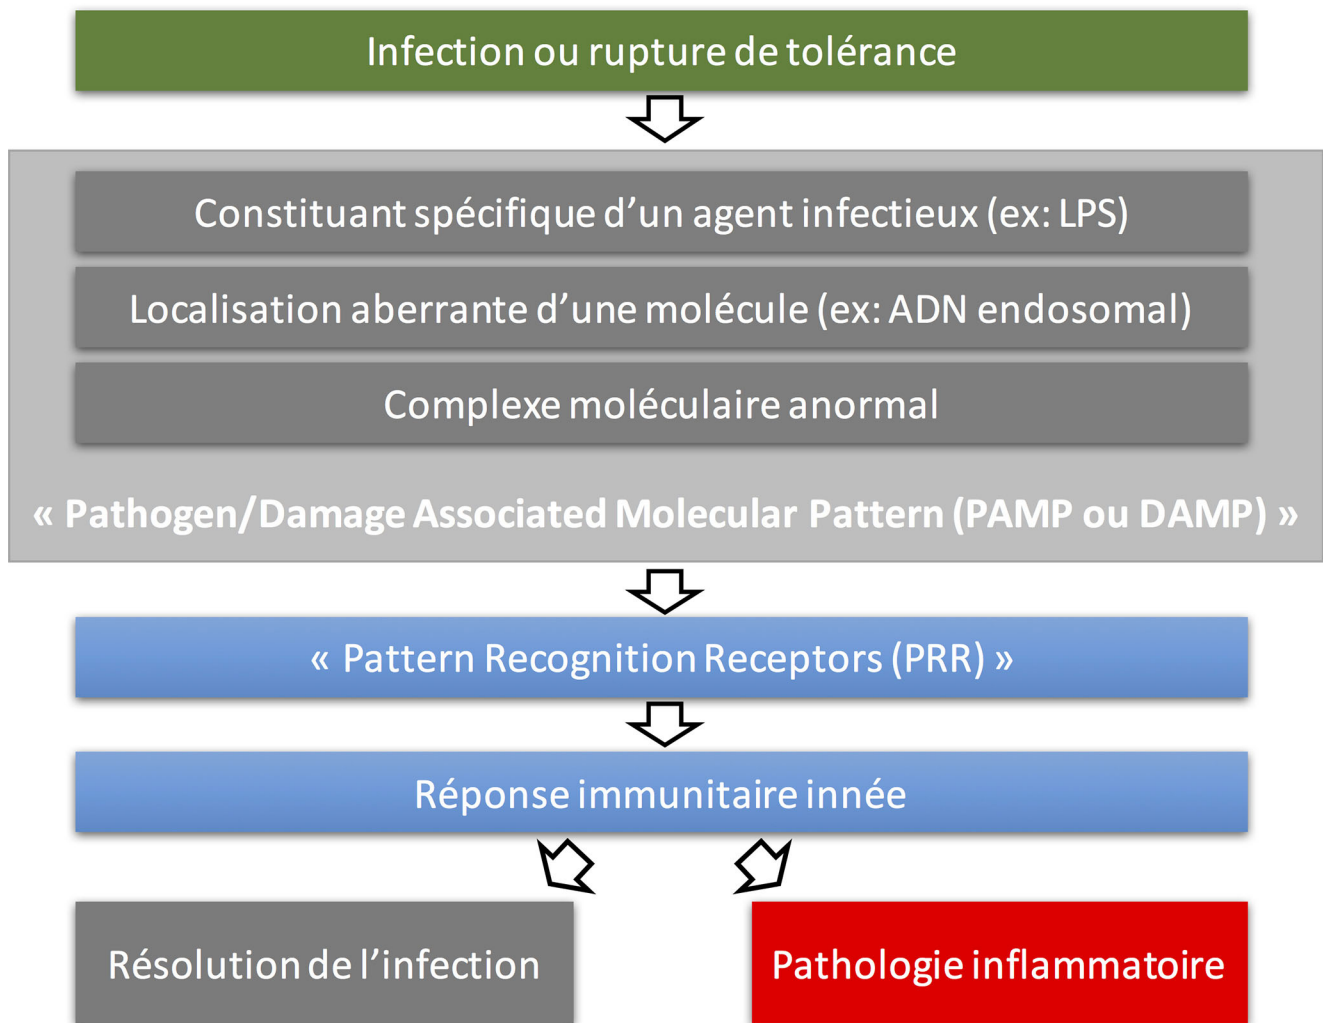 Infection ou rupture de tolérance
Constituant spécifique d’un agent infectieux (ex: LPS)
Localisation aberrante d’une molécule (ex: ADN endosomal)
Complexe moléculaire anormal
« Pathogen/Damage Associated Molecular Pattern (PAMP ou DAMP) »
« Pattern Recognition Receptors (PRR) »
Réponse immunitaire innée
Résolution de l’infection
Pathologie inflammatoire